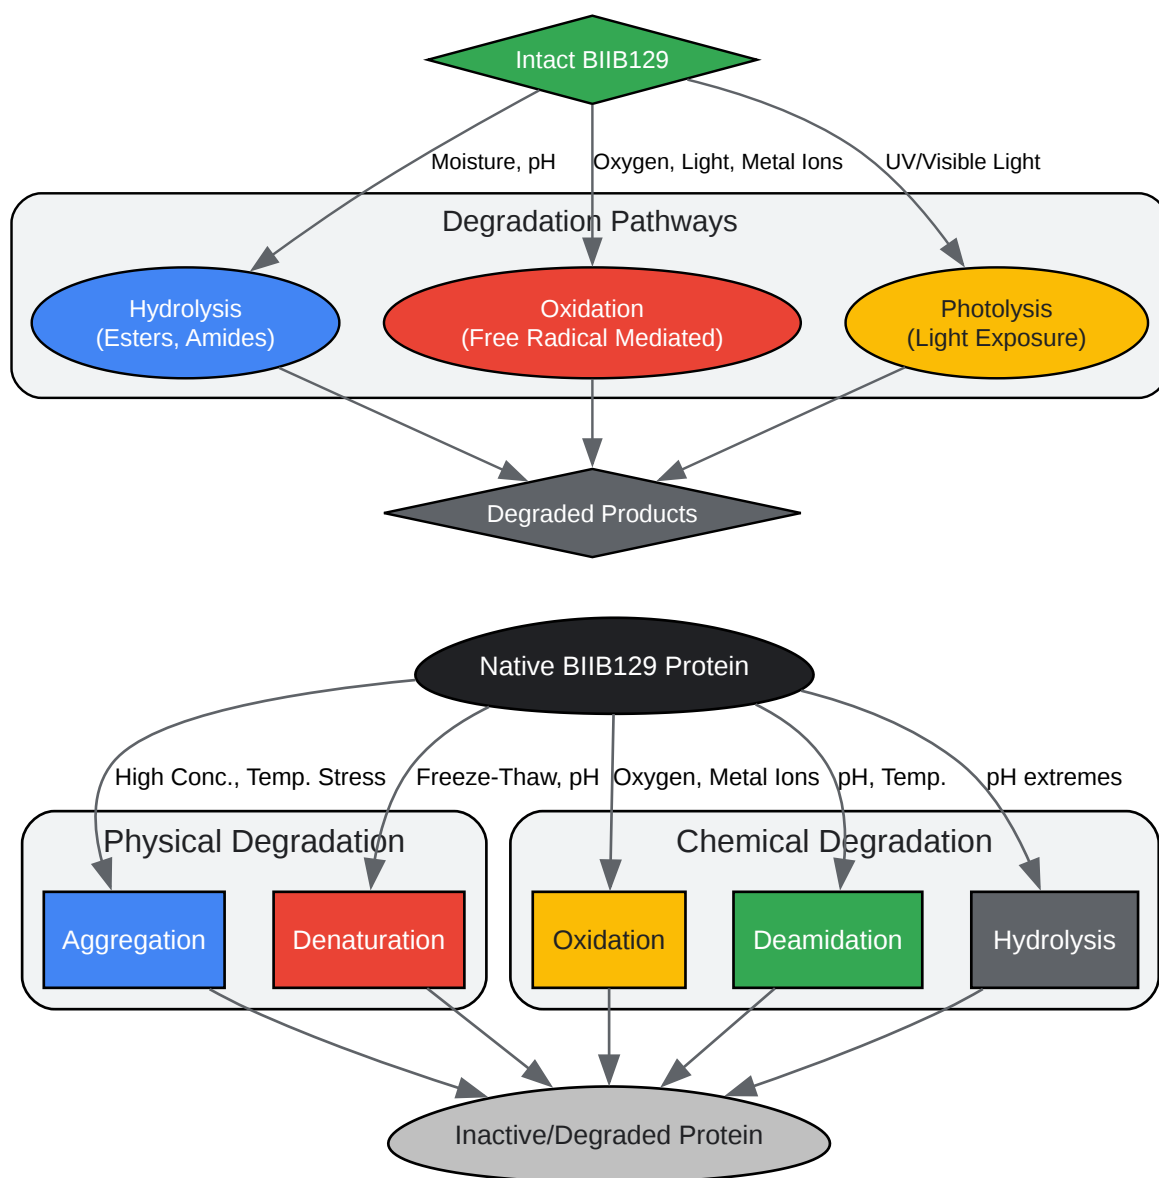 Intact BIIB129
Moisture, pH
Oxygen, Light, Metal Ions
UV/Visible Light
Degradation Pathways
Hydrolysis
(Esters, Amides)
Oxidation
(Free Radical Mediated)
Photolysis
(Light Exposure)
Degraded Products
Native BIIB129 Protein
High Conc., Temp. Stress
Freeze-Thaw, pH
Oxygen, Metal Ions
pH, Temp.
pH extremes
Physical Degradation
Chemical Degradation
Aggregation
Denaturation
Oxidation
Deamidation
Hydrolysis
Inactive/Degraded Protein